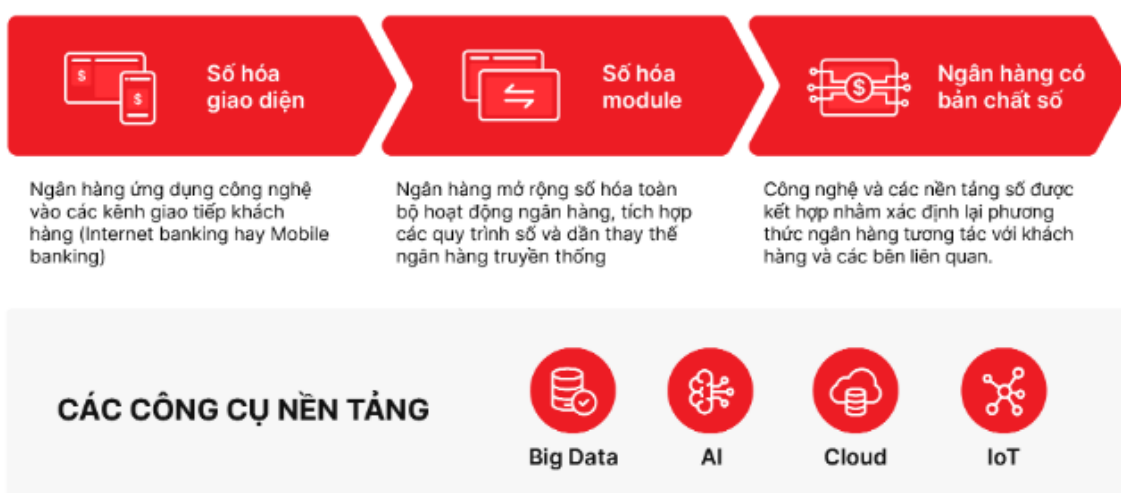 Số hóa
giao diện
Số hóa
module
Ngân hàng có
bản chất số
Ngân hàng ứng dụng công nghệ
vào các kênh giao tiếp khách
hàng (Internet banking hay Mobile
banking)
Ngân hàng mở rộng số hóa toàn
bộ hoạt động ngân hàng, tích hợp
các quy trình số và dần thay thế
ngân hàng truyền thống
Công nghệ và các nền tảng số được
kết hợp nhằm xác định lại phương
thức ngân hàng tương tác với khách
hàng và các bên liên quan.
CÁC CÔNG CỤ NỀN TẢNG
Big Data
AI
Cloud
IoT